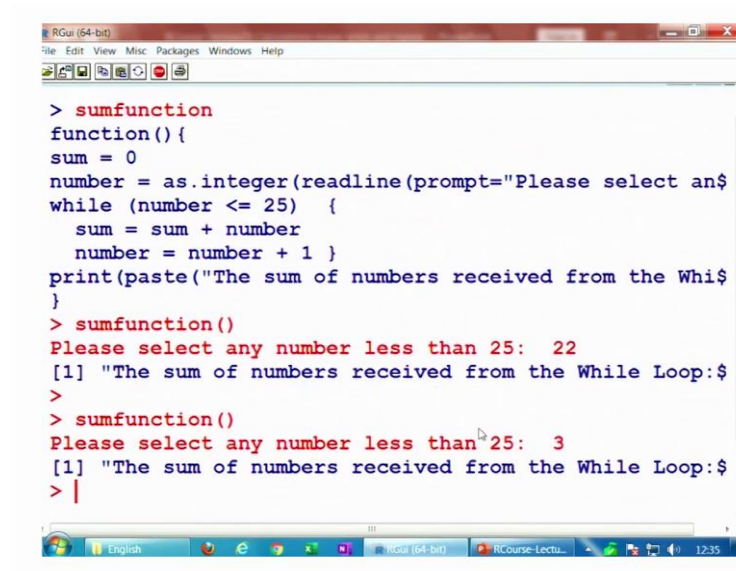 RGui (64-bit)
File Edit View Misc Packages Windows Help
> sumfunction
function(){
sum = 0
number = as.integer(readline(prompt="Please select an$
while (number <= 25)  {
  sum = sum + number
  number = number + 1 }
print(paste("The sum of numbers received from the Whi$
}
> sumfunction()
Please select any number less than 25:  22
[1] "The sum of numbers received from the While Loop:$
>
> sumfunction()
Please select any number less than 25:  3
[1] "The sum of numbers received from the While Loop:$
>
English RGui (64-bit) RCourse-Lectu... 12:35